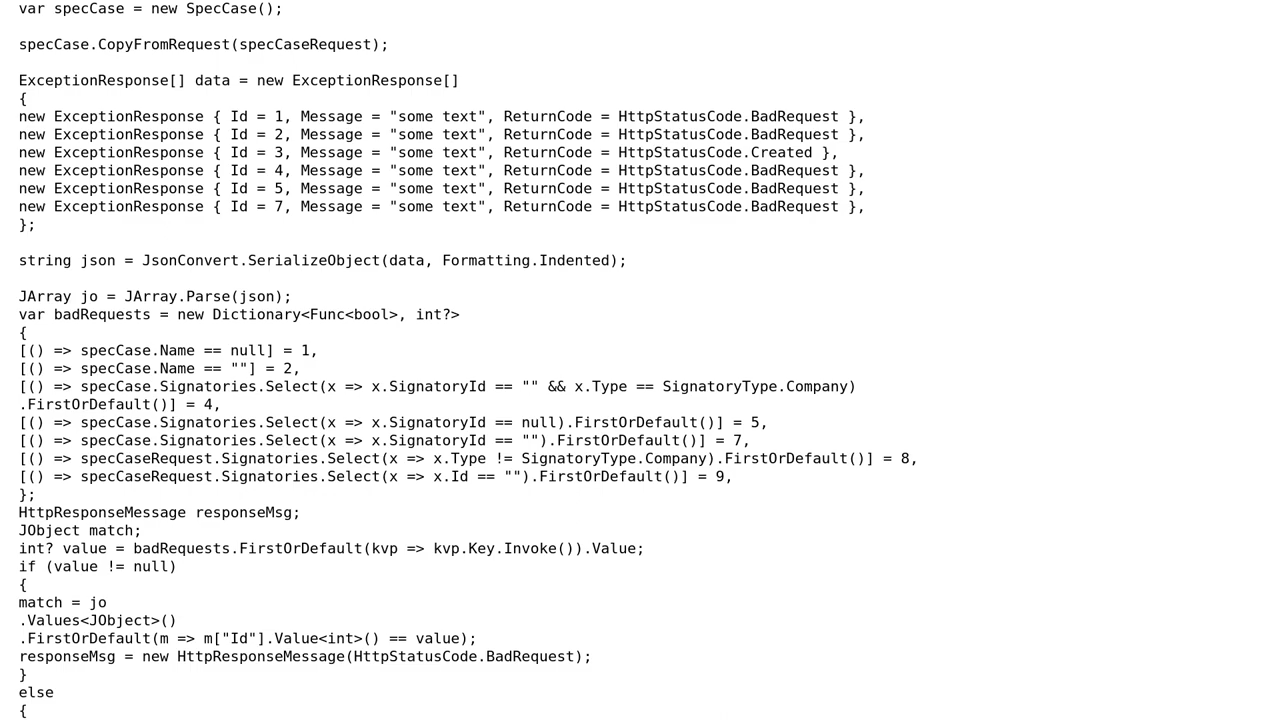 var specCase = new SpecCase();
specCase.CopyFromRequest(specCaseRequest);
ExceptionResponse[] data = new ExceptionResponse[]
{
new ExceptionResponse { Id = 1, Message = "some text", ReturnCode = HttpStatusCode.BadRequest },
new ExceptionResponse { Id = 2, Message = "some text", ReturnCode = HttpStatusCode.BadRequest },
new ExceptionResponse { Id = 3, Message = "some text", ReturnCode = HttpStatusCode.Created },
new ExceptionResponse { Id = 4, Message = "some text", ReturnCode = HttpStatusCode.BadRequest },
new ExceptionResponse { Id = 5, Message = "some text", ReturnCode = HttpStatusCode.BadRequest },
new ExceptionResponse { Id = 7, Message = "some text", ReturnCode = HttpStatusCode.BadRequest },
};
string json = JsonConvert.SerializeObject(data, Formatting.Indented);
JArray jo = JArray.Parse(json);
var badRequests = new Dictionary<Func<bool>, int?>
{
[() => specCase.Name == null] = 1,
[() => specCase.Name == ""] = 2,
[() => specCase.Signatories.Select(x => x.SignatoryId == "" && x.Type == SignatoryType.Company)
.FirstOrDefault()] = 4,
[() => specCase.Signatories.Select(x => x.SignatoryId == null).FirstOrDefault()] = 5,
[() => specCase.Signatories.Select(x => x.SignatoryId == "").FirstOrDefault()] = 7,
[() => specCaseRequest.Signatories.Select(x => x.Type != SignatoryType.Company).FirstOrDefault()] = 8,
[() => specCaseRequest.Signatories.Select(x => x.Id == "").FirstOrDefault()] = 9,
};
HttpResponseMessage responseMsg;
JObject match;
int? value = badRequests.FirstOrDefault(kvp => kvp.Key.Invoke()).Value;
if (value != null)
{
match = jo
.Values<JObject>()
.FirstOrDefault(m => m["Id"].Value<int>() == value);
responseMsg = new HttpResponseMessage(HttpStatusCode.BadRequest);
}
else
{